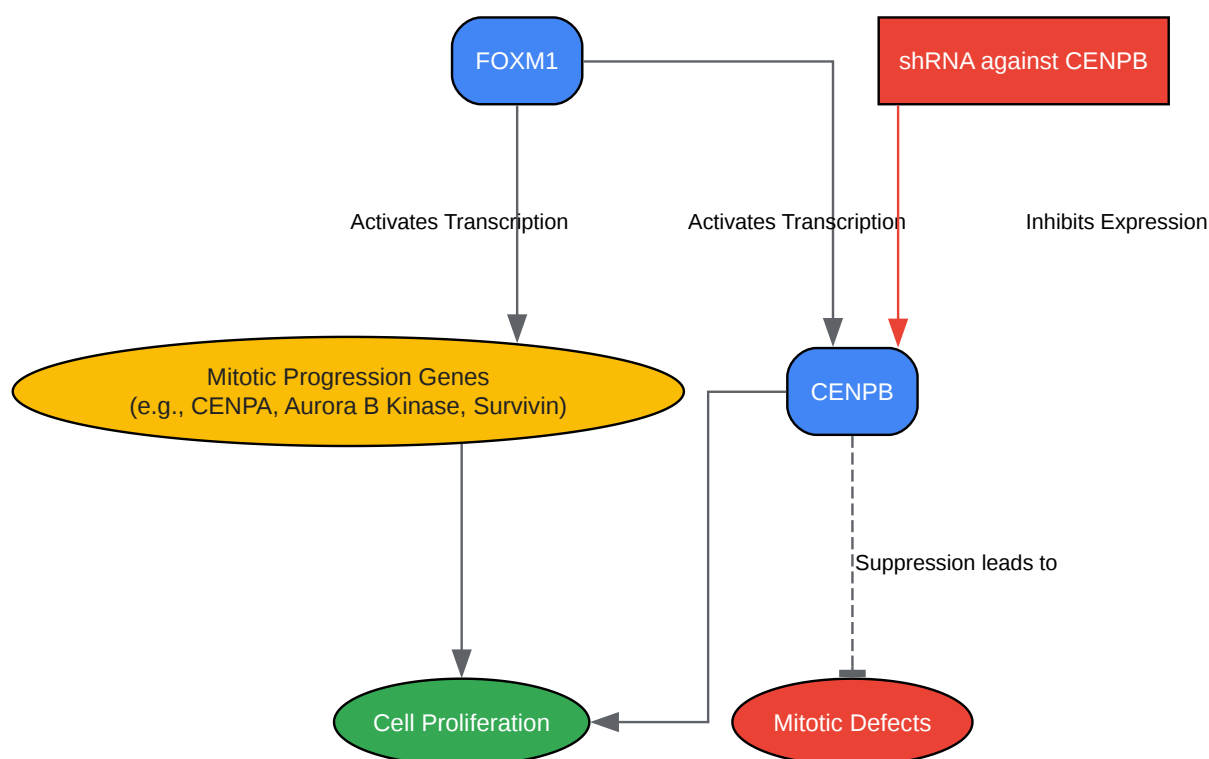 FOXM1
shRNA against CENPB
Activates Transcription
Activates Transcription
Inhibits Expression
Mitotic Progression Genes
(e.g., CENPA, Aurora B Kinase, Survivin)
CENPB
Suppression leads to
Cell Proliferation
Mitotic Defects